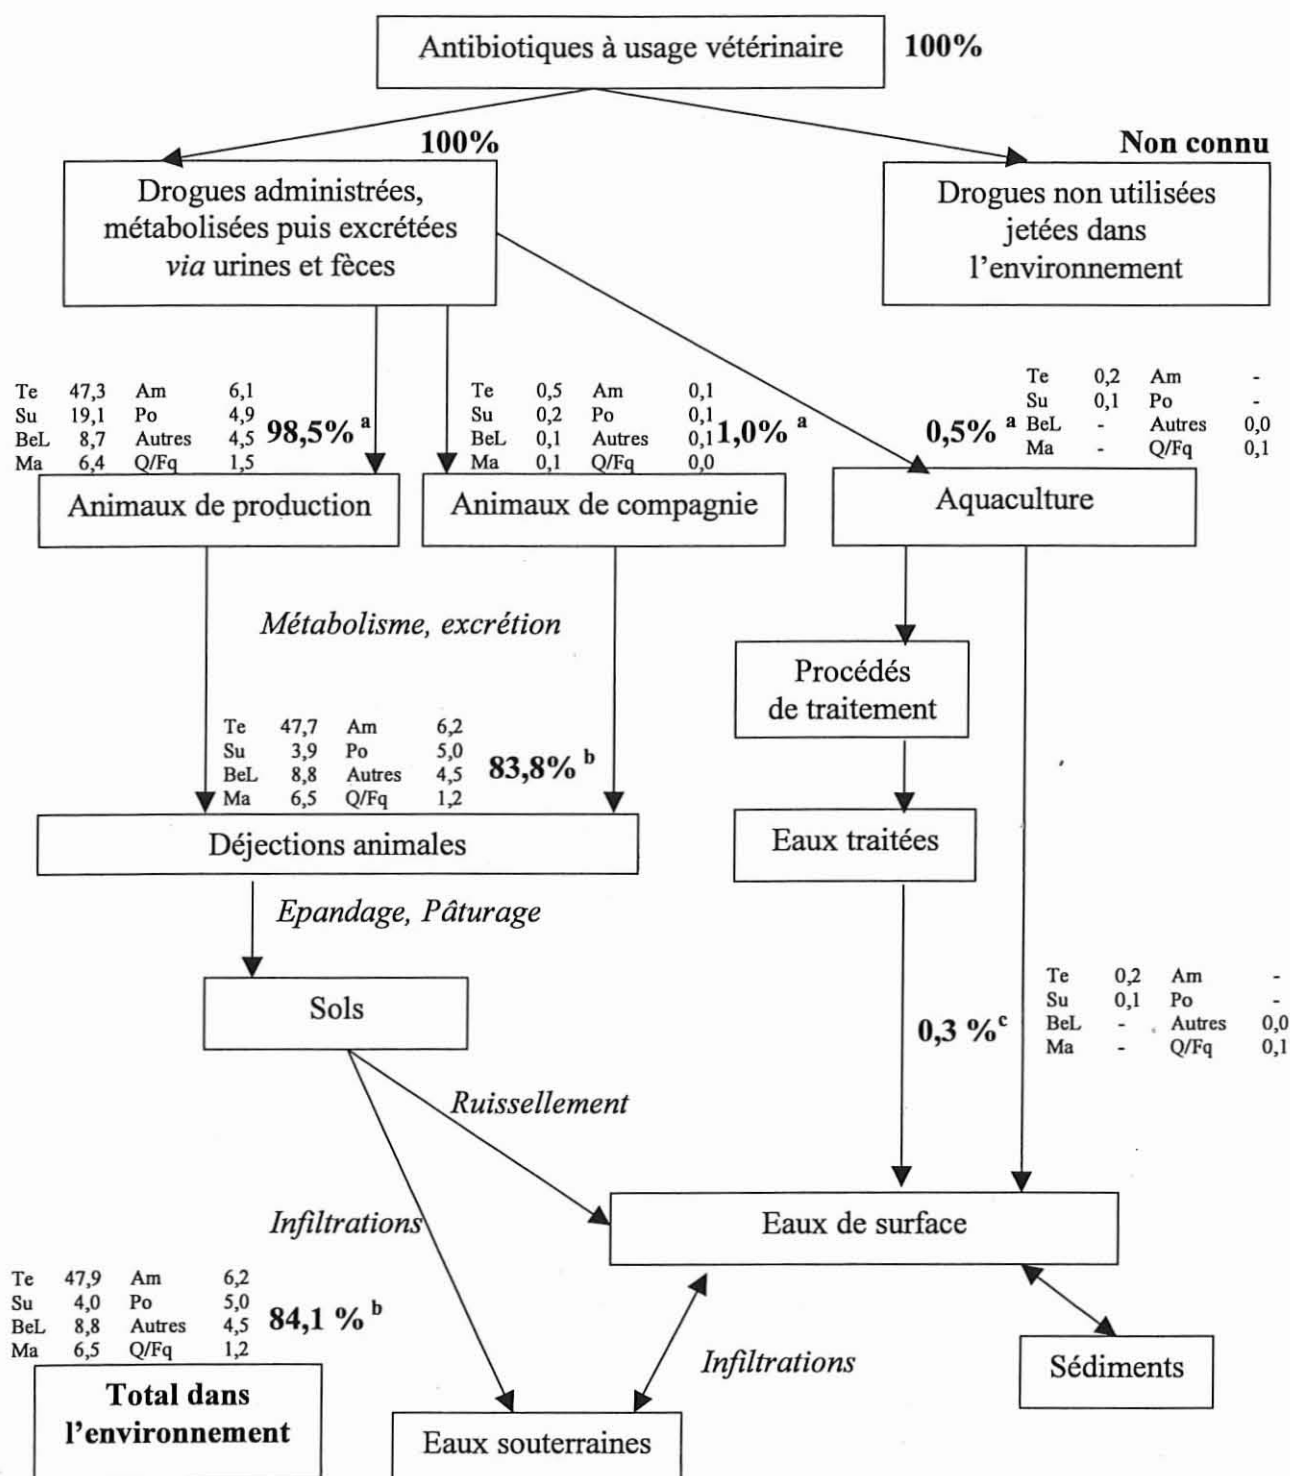 Antibiotiques à usage vétérinaire 100%
100%
Non connu
Drogues administrées,
métabolisées puis excrétées
via urines et fèces
Drogues non utilisées
jetées dans
l'environnement
Te 47,3 Am 6,1
Su 19,1 Po 4,9
BeL 8,7 Autres 4,5
Ma 6,4 Q/Fq 1,5
98,5% a
Te 0,5 Am 0,1
Su 0,2 Po 0,1
BeL 0,1 Autres 0,1
Ma 0,1 Q/Fq 0,0
1,0% a
0,5% a
Te 0,2 Am -
Su 0,1 Po -
BeL - Autres 0,0
Ma - Q/Fq 0,1
Animaux de production
Animaux de compagnie
Aquaculture
Métabolisme, excrétion
Procédés
de traitement
Te 47,7 Am 6,2
Su 3,9 Po 5,0
BeL 8,8 Autres 4,5
Ma 6,5 Q/Fq 1,2
83,8% b
Déjections animales
Eaux traitées
Epandage, Pâturage
Sols
0,3 % c
Te 0,2 Am -
Su 0,1 Po -
BeL - Autres 0,0
Ma - Q/Fq 0,1
Ruissellement
Infiltrations
Eaux de surface
Te 47,9 Am 6,2
Su 4,0 Po 5,0
BeL 8,8 Autres 4,5
Ma 6,5 Q/Fq 1,2
84,1 % b
Infiltrations
Sédiments
Total dans
l'environnement
Eaux souterraines